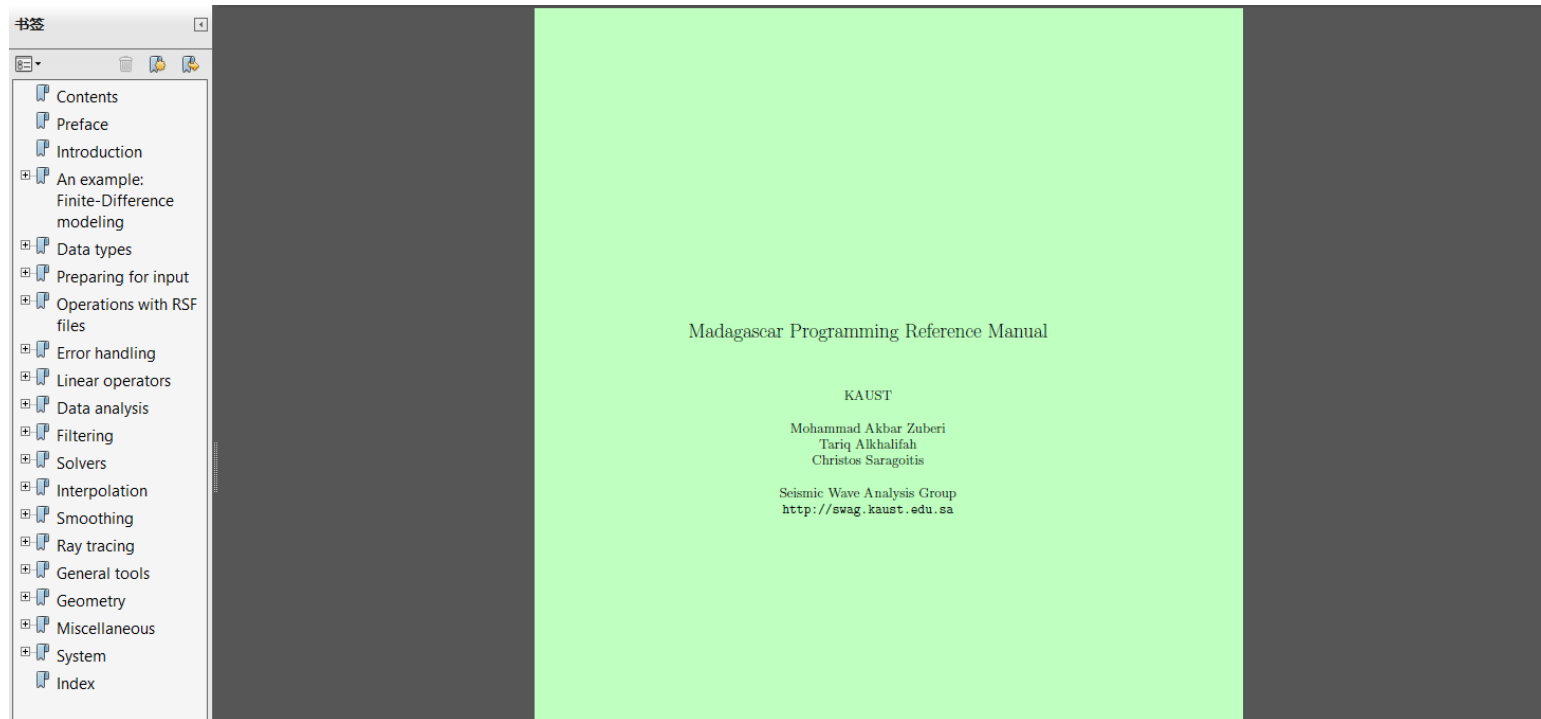 书签
Contents
Preface
Introduction
An example:
Finite-Difference
modeling
Data types
Preparing for input
Operations with RSF
files
Error handling
Linear operators
Data analysis
Filtering
Solvers
Interpolation
Smoothing
Ray tracing
General tools
Geometry
Miscellaneous
System
Index
Madagascar Programming Reference Manual
KAUST
Mohammad Akbar Zuberi
Tariq Alkhalifah
Christos Saragoitis
Seismic Wave Analysis Group
http://swag.kaust.edu.sa